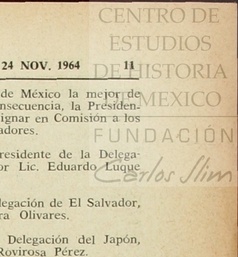 CENTRO DE
ESTUDIOS
DE HISTORIA
DE MEXICO
FUNDACIÓN
Carlos Slim
24 NOV. 1964 11
de México la mejor de
nsecuencia, la Presiden-
ignar en Comisión a los
adores.
residente de la Delega-
or Lic. Eduardo Luque
legación de El Salvador,
ra Olivares.
Delegación del Japón,
Rovirosa Pérez.